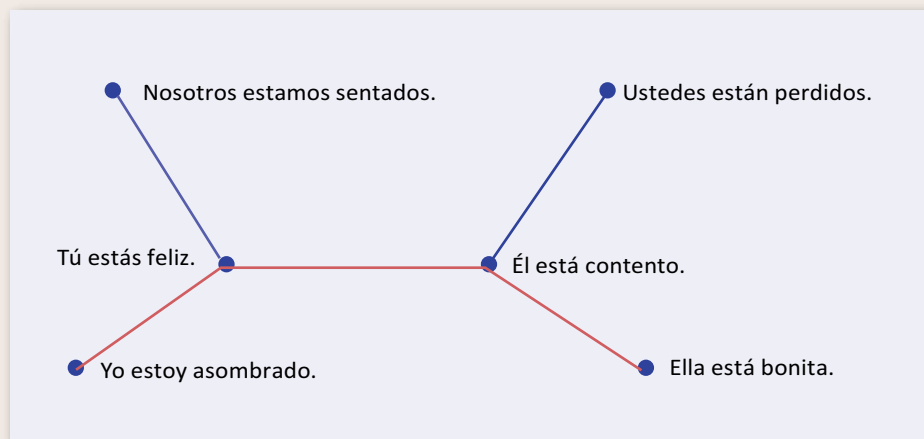 Nosotros estamos sentados.
Ustedes están perdidos.
Tú estás feliz.
Él está contento.
Yo estoy asombrado.
Ella está bonita.